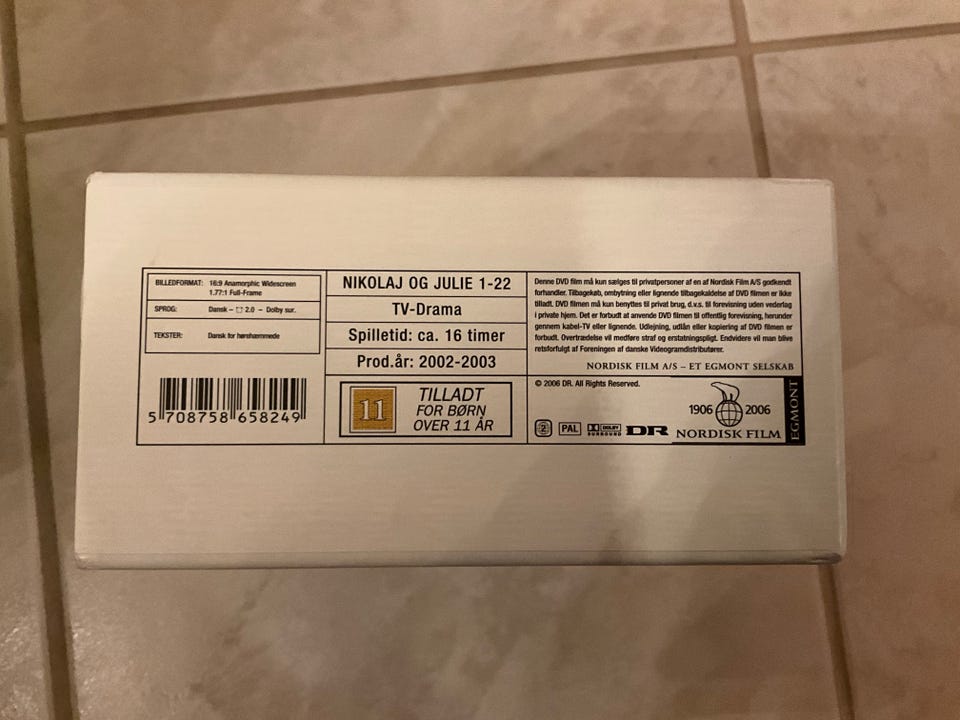 BILLEDFORMAT: 16:9 Anamorphic Widescreen
1.77:1 Full-Frame
SPROG: Dansk – 2.0 – Dolby sur.
TEKSTER: Dansk for hørehæmmede
5 708758 658249
NIKOLAJ OG JULIE 1-22
TV-Drama
Spilletid: ca. 16 timer
Prod.år: 2002-2003
11
TILLADT
FOR BØRN
OVER 11 ÅR
Denne DVD film må kun sælges til privatpersoner af en af Nordisk Film A/S godkendt
forhandler. Tilbagekøb, ombytning eller lignende tilbagekaldelse af DVD filmen er ikke
tilladt. DVD filmen må kun benyttes til privat brug, d.v.s. til forevisning uden vederlag
i private hjem. Det er forbudt at anvende DVD filmen til offentlig forevisning, herunder
gennem kabel-TV eller lignende. Udlejning, udlån eller kopiering af DVD filmen er
forbudt. Overtrædelse vil medføre straf og erstatningspligt. Endvidere vil man blive
retsforfulgt af Foreningen af danske Videogramdistributører.
NORDISK FILM A/S – ET EGMONT SELSKAB
© 2006 DR. All Rights Reserved.
2 PAL DOLBY SURROUND DR
1906 2006
NORDISK FILM
EGMONT